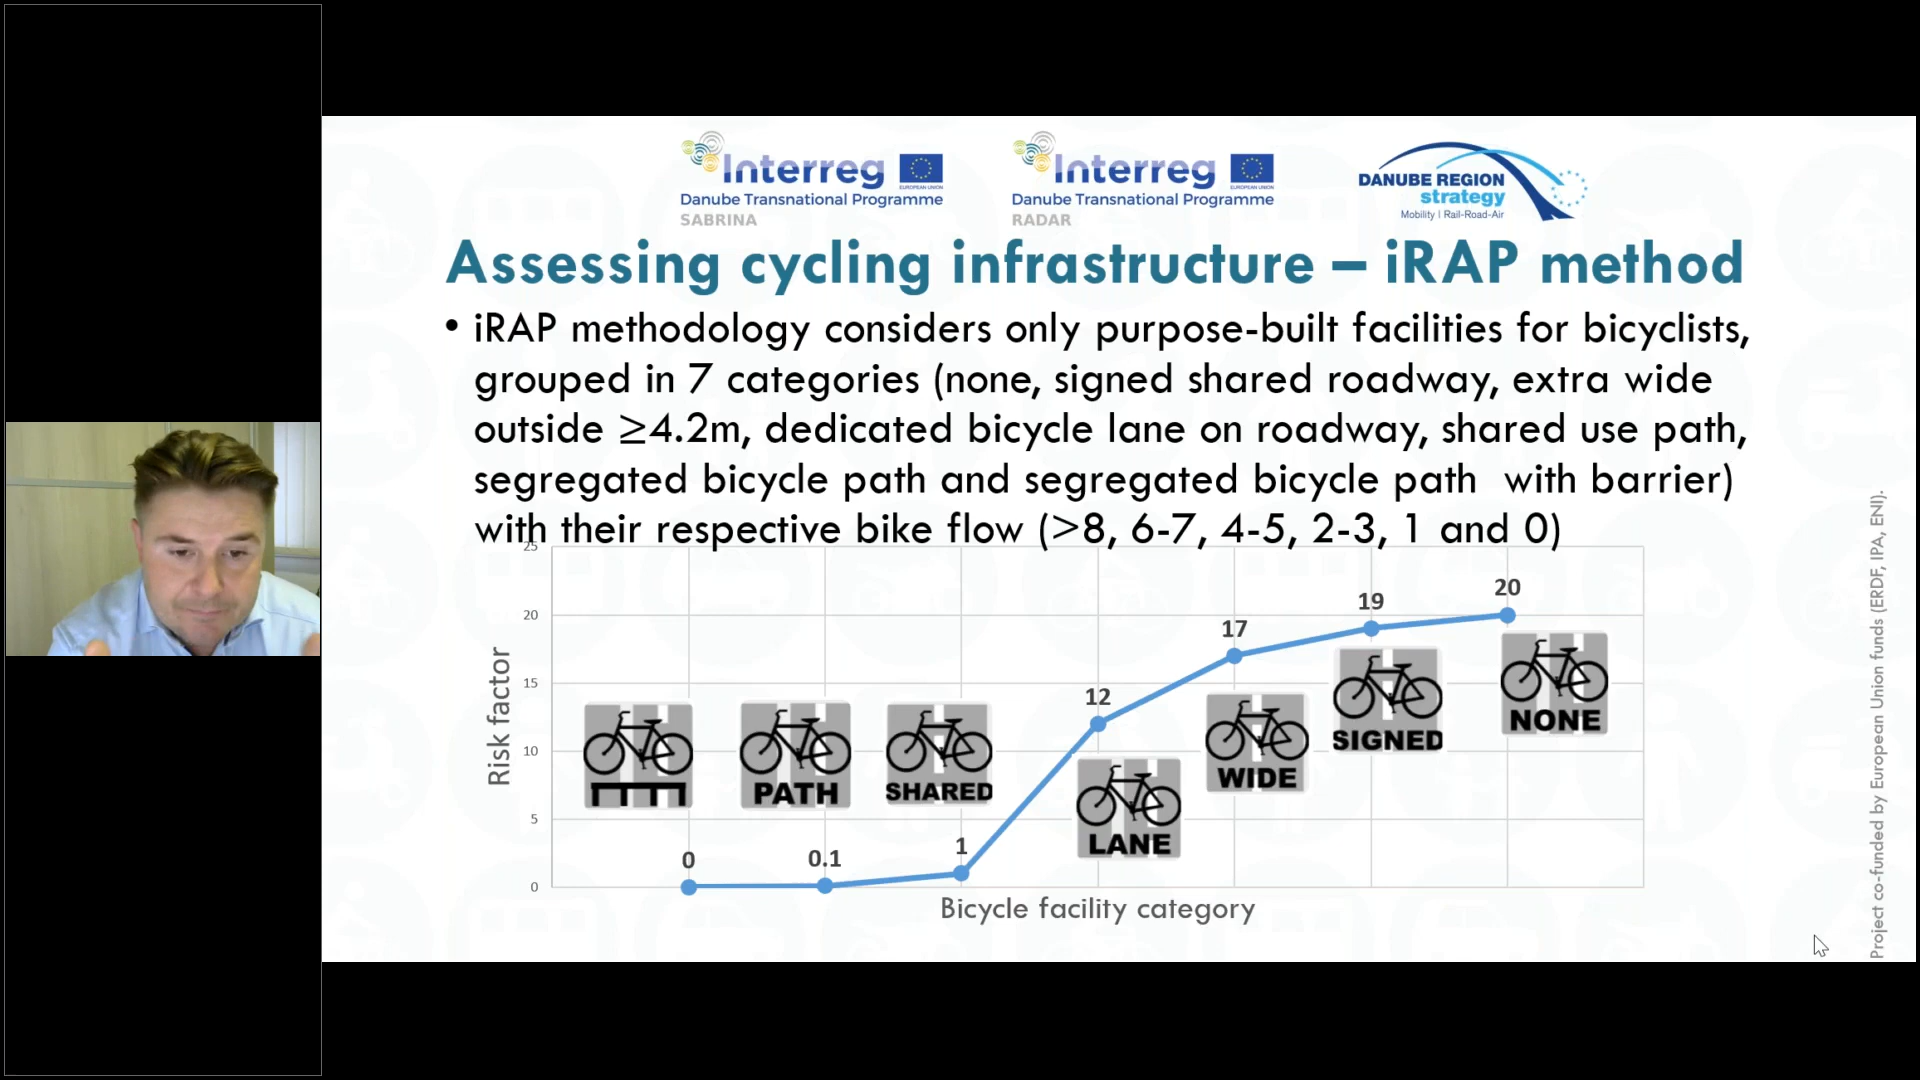 Interreg
EUROPEAN UNION
Danube Transnational Programme
SABRINA
Interreg
EUROPEAN UNION
Danube Transnational Programme
RADAR
DANUBE REGION
strategy
Mobility | Rail-Road-Air
Assessing cycling infrastructure – iRAP method
• iRAP methodology considers only purpose-built facilities for bicyclists,
grouped in 7 categories (none, signed shared roadway, extra wide
outside ≥4.2m, dedicated bicycle lane on roadway, shared use path,
segregated bicycle path and segregated bicycle path with barrier)
with their respective bike flow (>8, 6-7, 4-5, 2-3, 1 and 0)
25
20
15
10
5
0
Risk factor
0
0.1
1
12
17
19
20
PATH
SHARED
LANE
WIDE
SIGNED
NONE
Bicycle facility category
Project co-funded by European Union funds (ERDF, IPA, ENI).